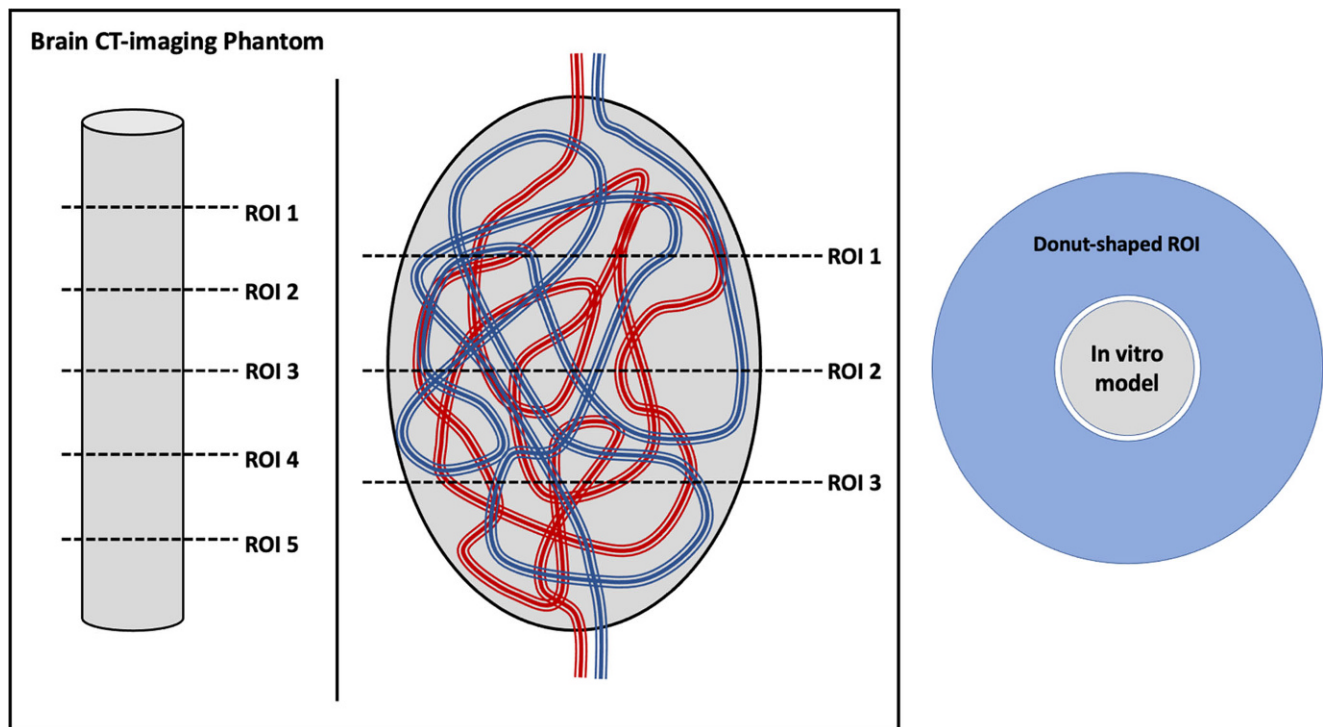 Brain CT-imaging Phantom
ROI 1
ROI 2
ROI 3
ROI 4
ROI 5
ROI 1
ROI 2
ROI 3
Donut-shaped ROI
In vitro
model